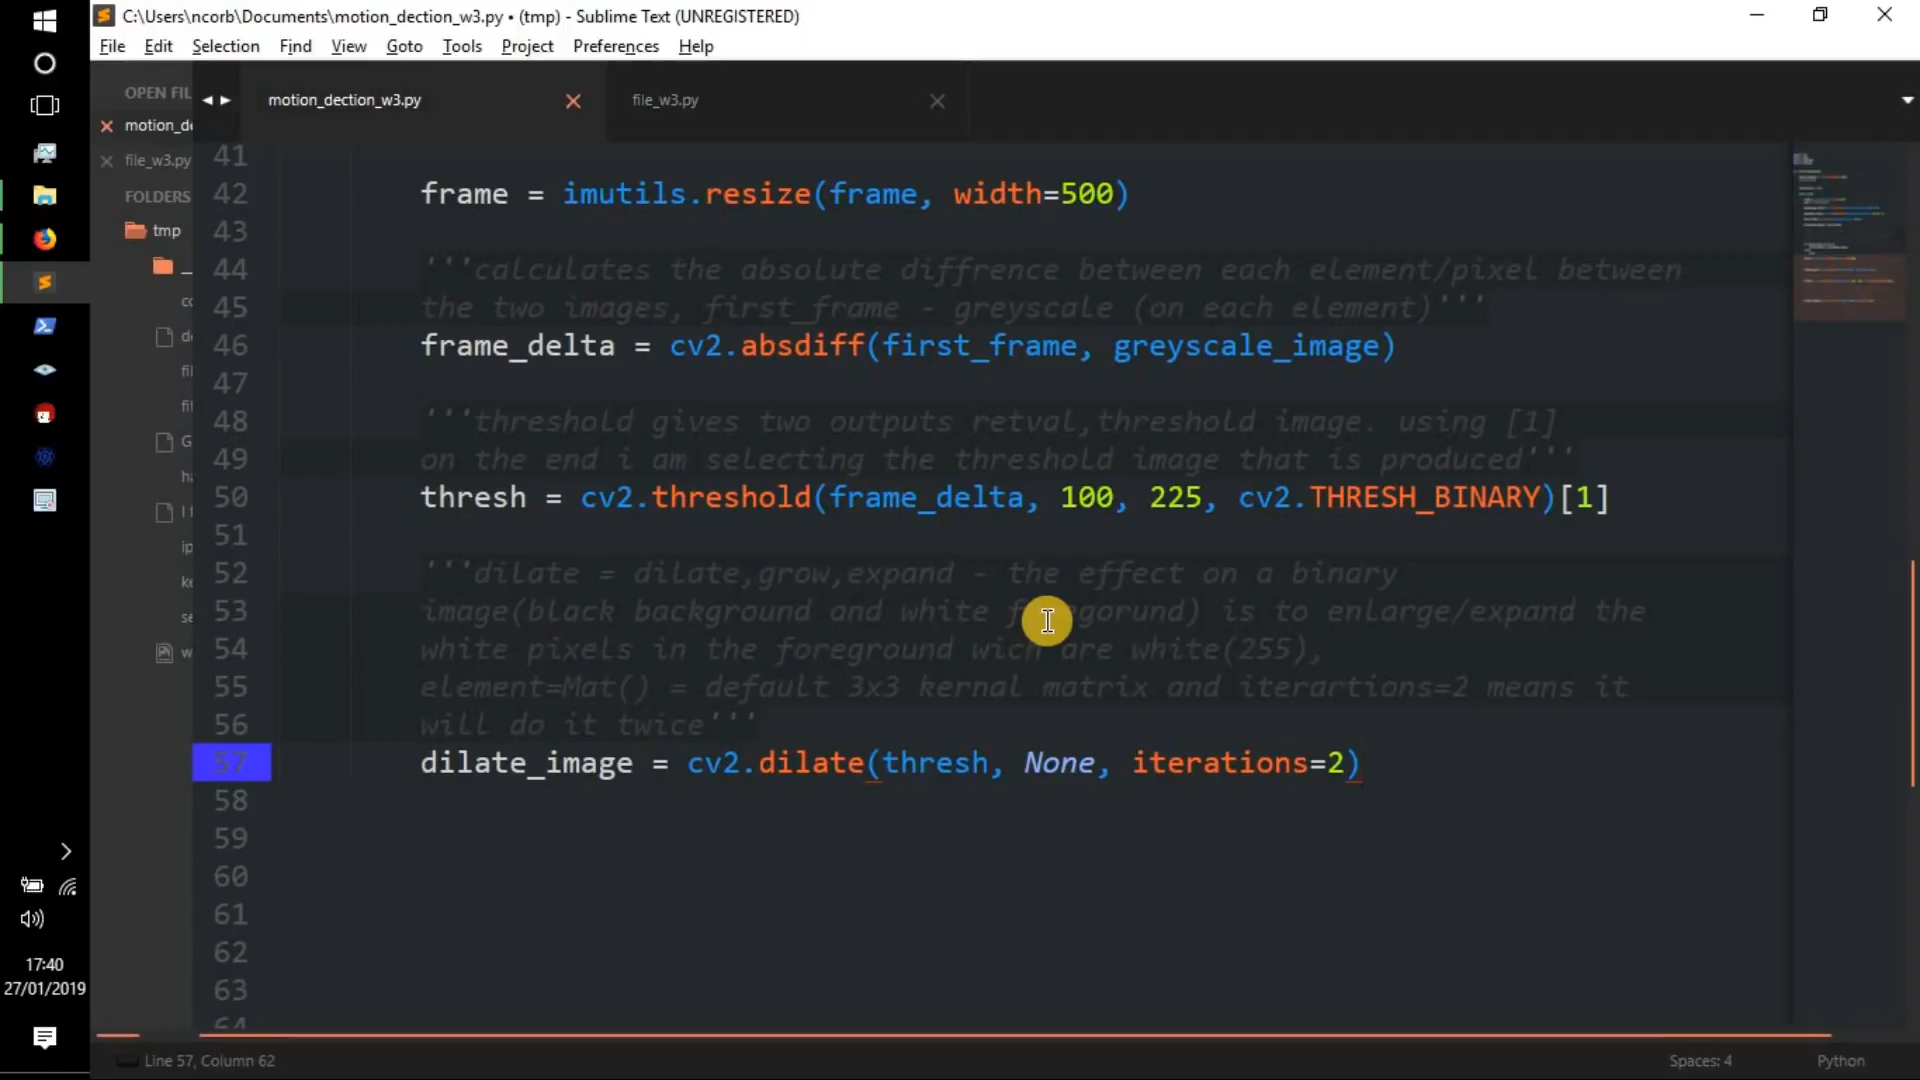 C:\Users\ncorb\Documents\motion_dection_w3.py • (tmp) - Sublime Text (UNREGISTERED)
File Edit Selection Find View Goto Tools Project Preferences Help
OPEN FIL
motion_de
file_w3.py
FOLDERS
tmp
motion_dection_w3.py
file_w3.py
41
42 frame = imutils.resize(frame, width=500)
43
44 '''calculates the absolute diffrence between each element/pixel between
45 the two images, first_frame - greyscale (on each element)'''
46 frame_delta = cv2.absdiff(first_frame, greyscale_image)
47
48 '''threshold gives two outputs retval,threshold image. using [1]
49 on the end i am selecting the threshold image that is produced'''
50 thresh = cv2.threshold(frame_delta, 100, 225, cv2.THRESH_BINARY)[1]
51
52 '''dilate = dilate,grow,expand - the effect on a binary
53 image(black background and white foregorund) is to enlarge/expand the
54 white pixels in the foreground wich are white(255),
55 element=Mat() = default 3x3 kernal matrix and iterartions=2 means it
56 will do it twice'''
57 dilate_image = cv2.dilate(thresh, None, iterations=2)
58
59
60
61
62
63
17:40
27/01/2019
Line 57, Column 62
Spaces: 4
Python